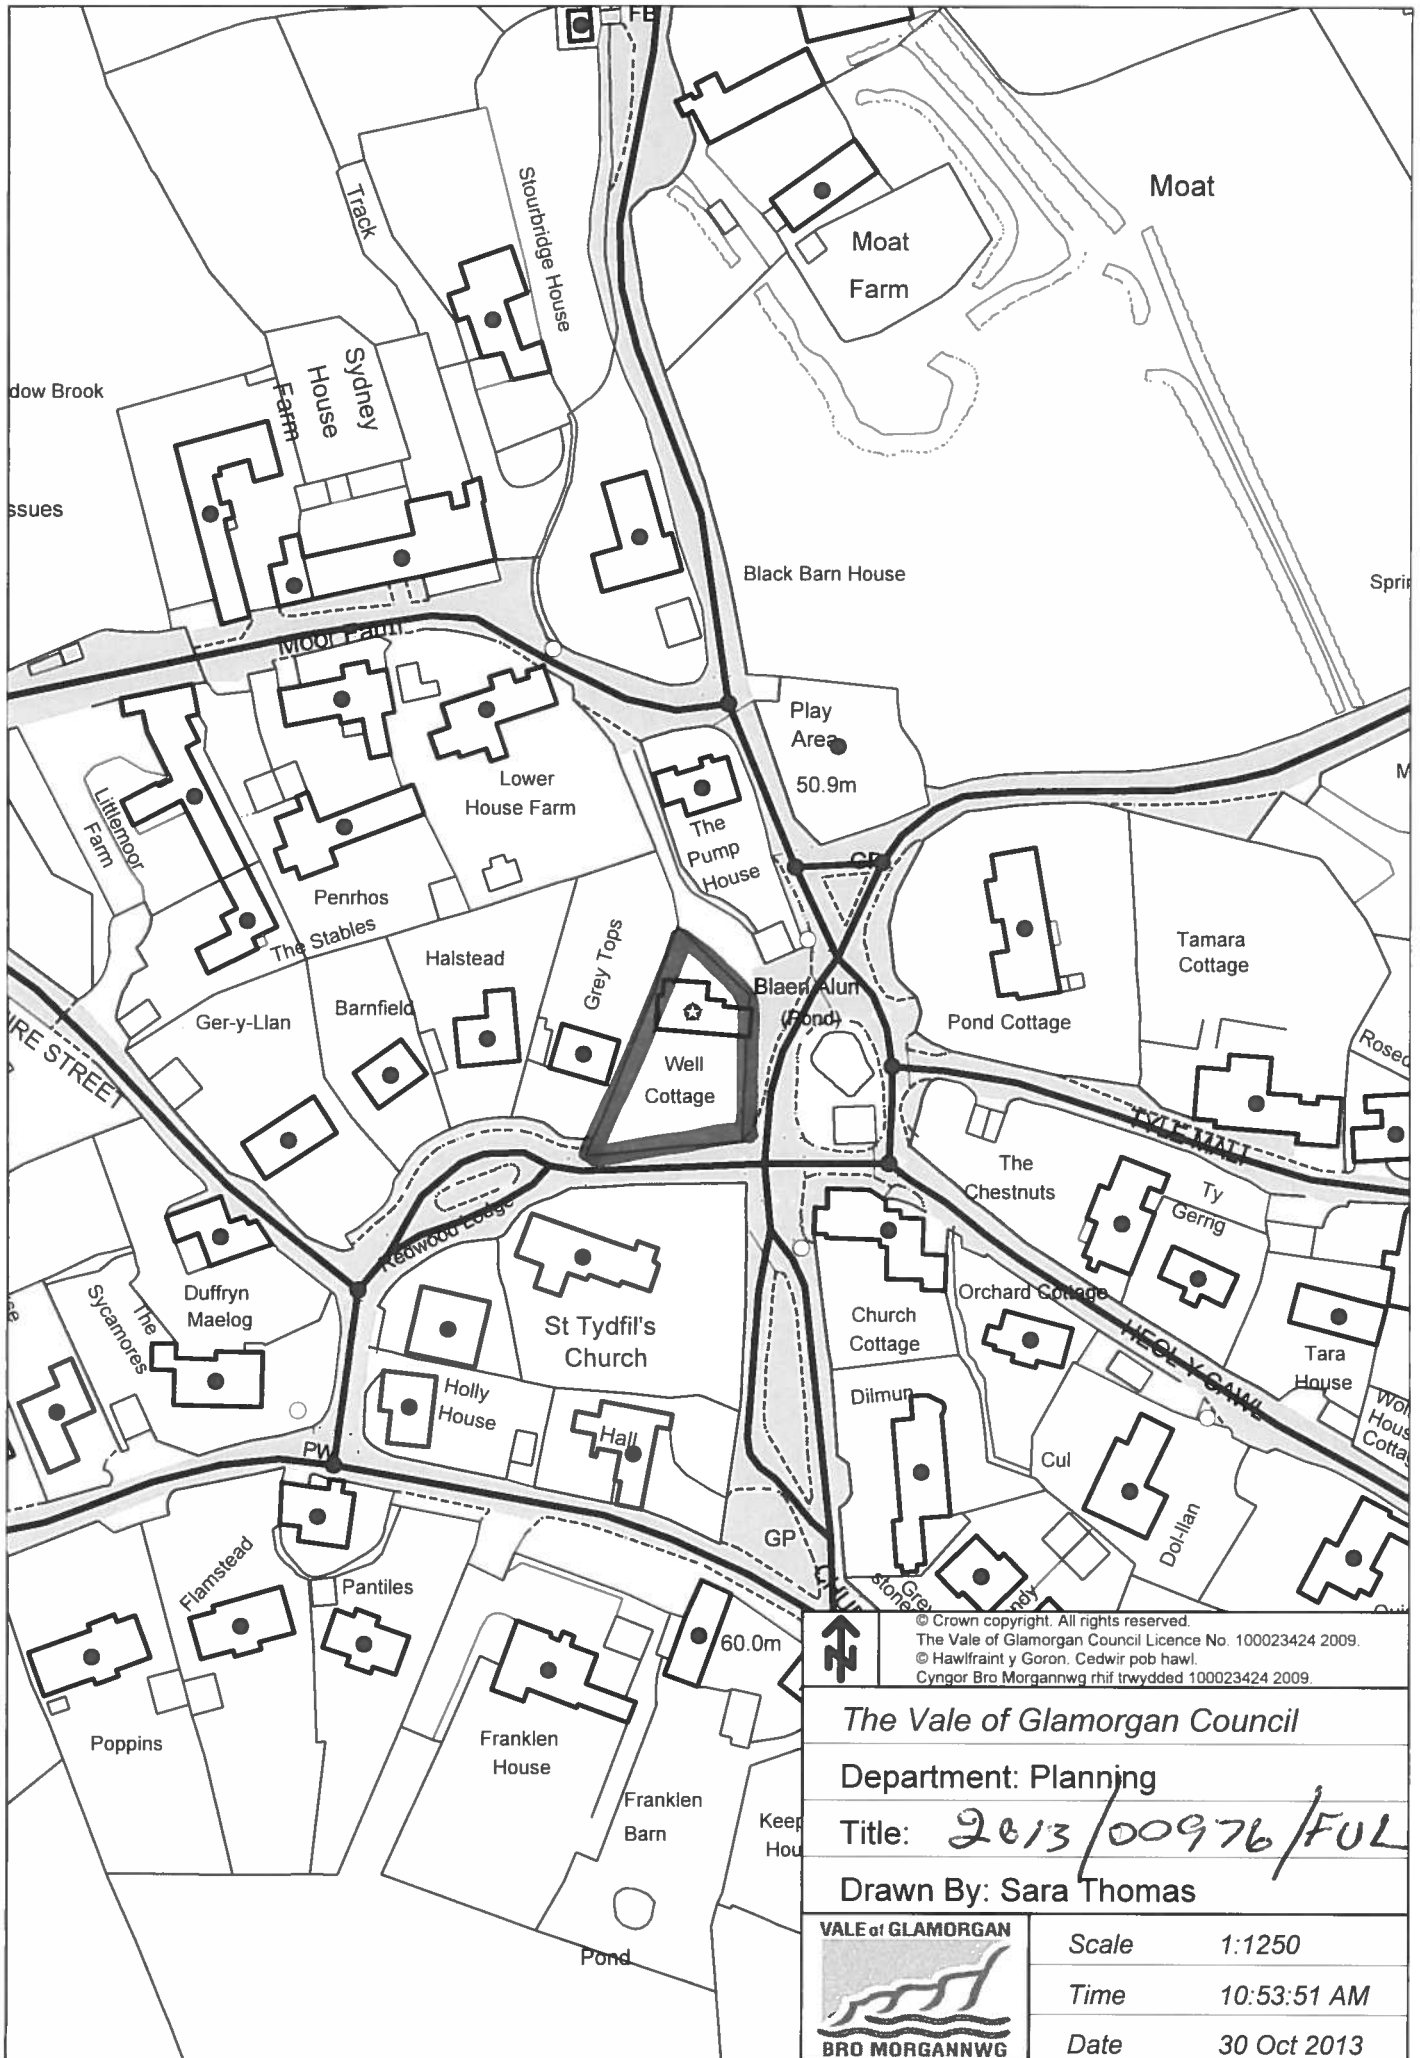 FB
Moat
Track
Stourbridge House
Moat
Farm
Sydney
House
Farm
dow Brook
ssues
Black Barn House
Moor Farm
Play
Area
50.9m
Lower
House Farm
Littlemoor
Farm
The
Pump
House
GP
Penrhos
The Stables
Halstead
Grey Tops
Tamara
Cottage
Barnfield
Ger-y-Llan
Blaen Alun
(Pond)
Pond Cottage
Well
Cottage
TYLE MALI
The
Chestnuts
Ty
Gerrig
Redwood Lodge
Duffryn
Maelog
The
Sycamores
St Tydfil's
Church
Orchard Cottage
Church
Cottage
HEOL Y CAWL
Tara
House
Holly
House
Hall
Dilmun
PW
Cul
Dol-llan
GP
Flamstead
Pantiles
Grey
stones
60.0m
Poppins
Franklen
House
Franklen
Barn
Keep
Hou
Pond
© Crown copyright. All rights reserved.
The Vale of Glamorgan Council Licence No. 100023424 2009.
© Hawlfraint y Goron. Cedwir pob hawl.
Cyngor Bro Morgannwg rhif trwydded 100023424 2009.
The Vale of Glamorgan Council
Department: Planning
Title: 2013/00976/FUL
Drawn By: Sara Thomas
VALE of GLAMORGAN
BRO MORGANNWG
Scale 1:1250
Time 10:53:51 AM
Date 30 Oct 2013